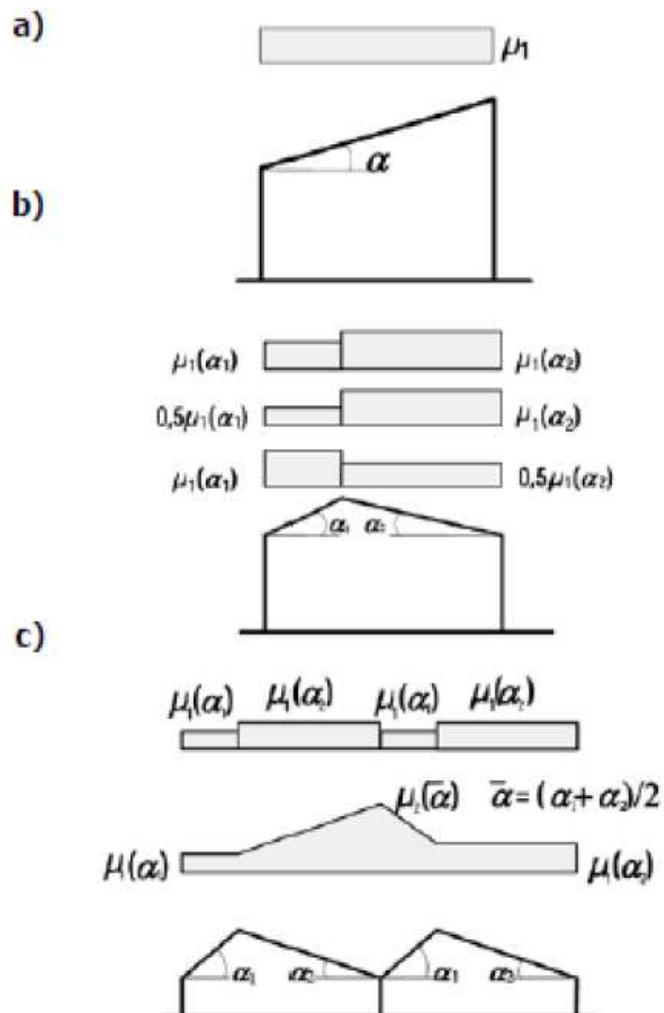 a)
μ1
α
b)
μ₁(α₁) μ₁(α₂)
0,5μ₁(α₁) μ₁(α₂)
μ₁(α₁) 0,5μ₁(α₂)
α₁ α₂
c)
μ₁(α₁) μ₁(α₂) μ₁(α₁) μ₁(α₂)
μ₂(ᾱ) ᾱ=(α₁+α₂)/2
μ₁(α₁) μ₁(α₂)
α₁ α₂ α₁ α₂